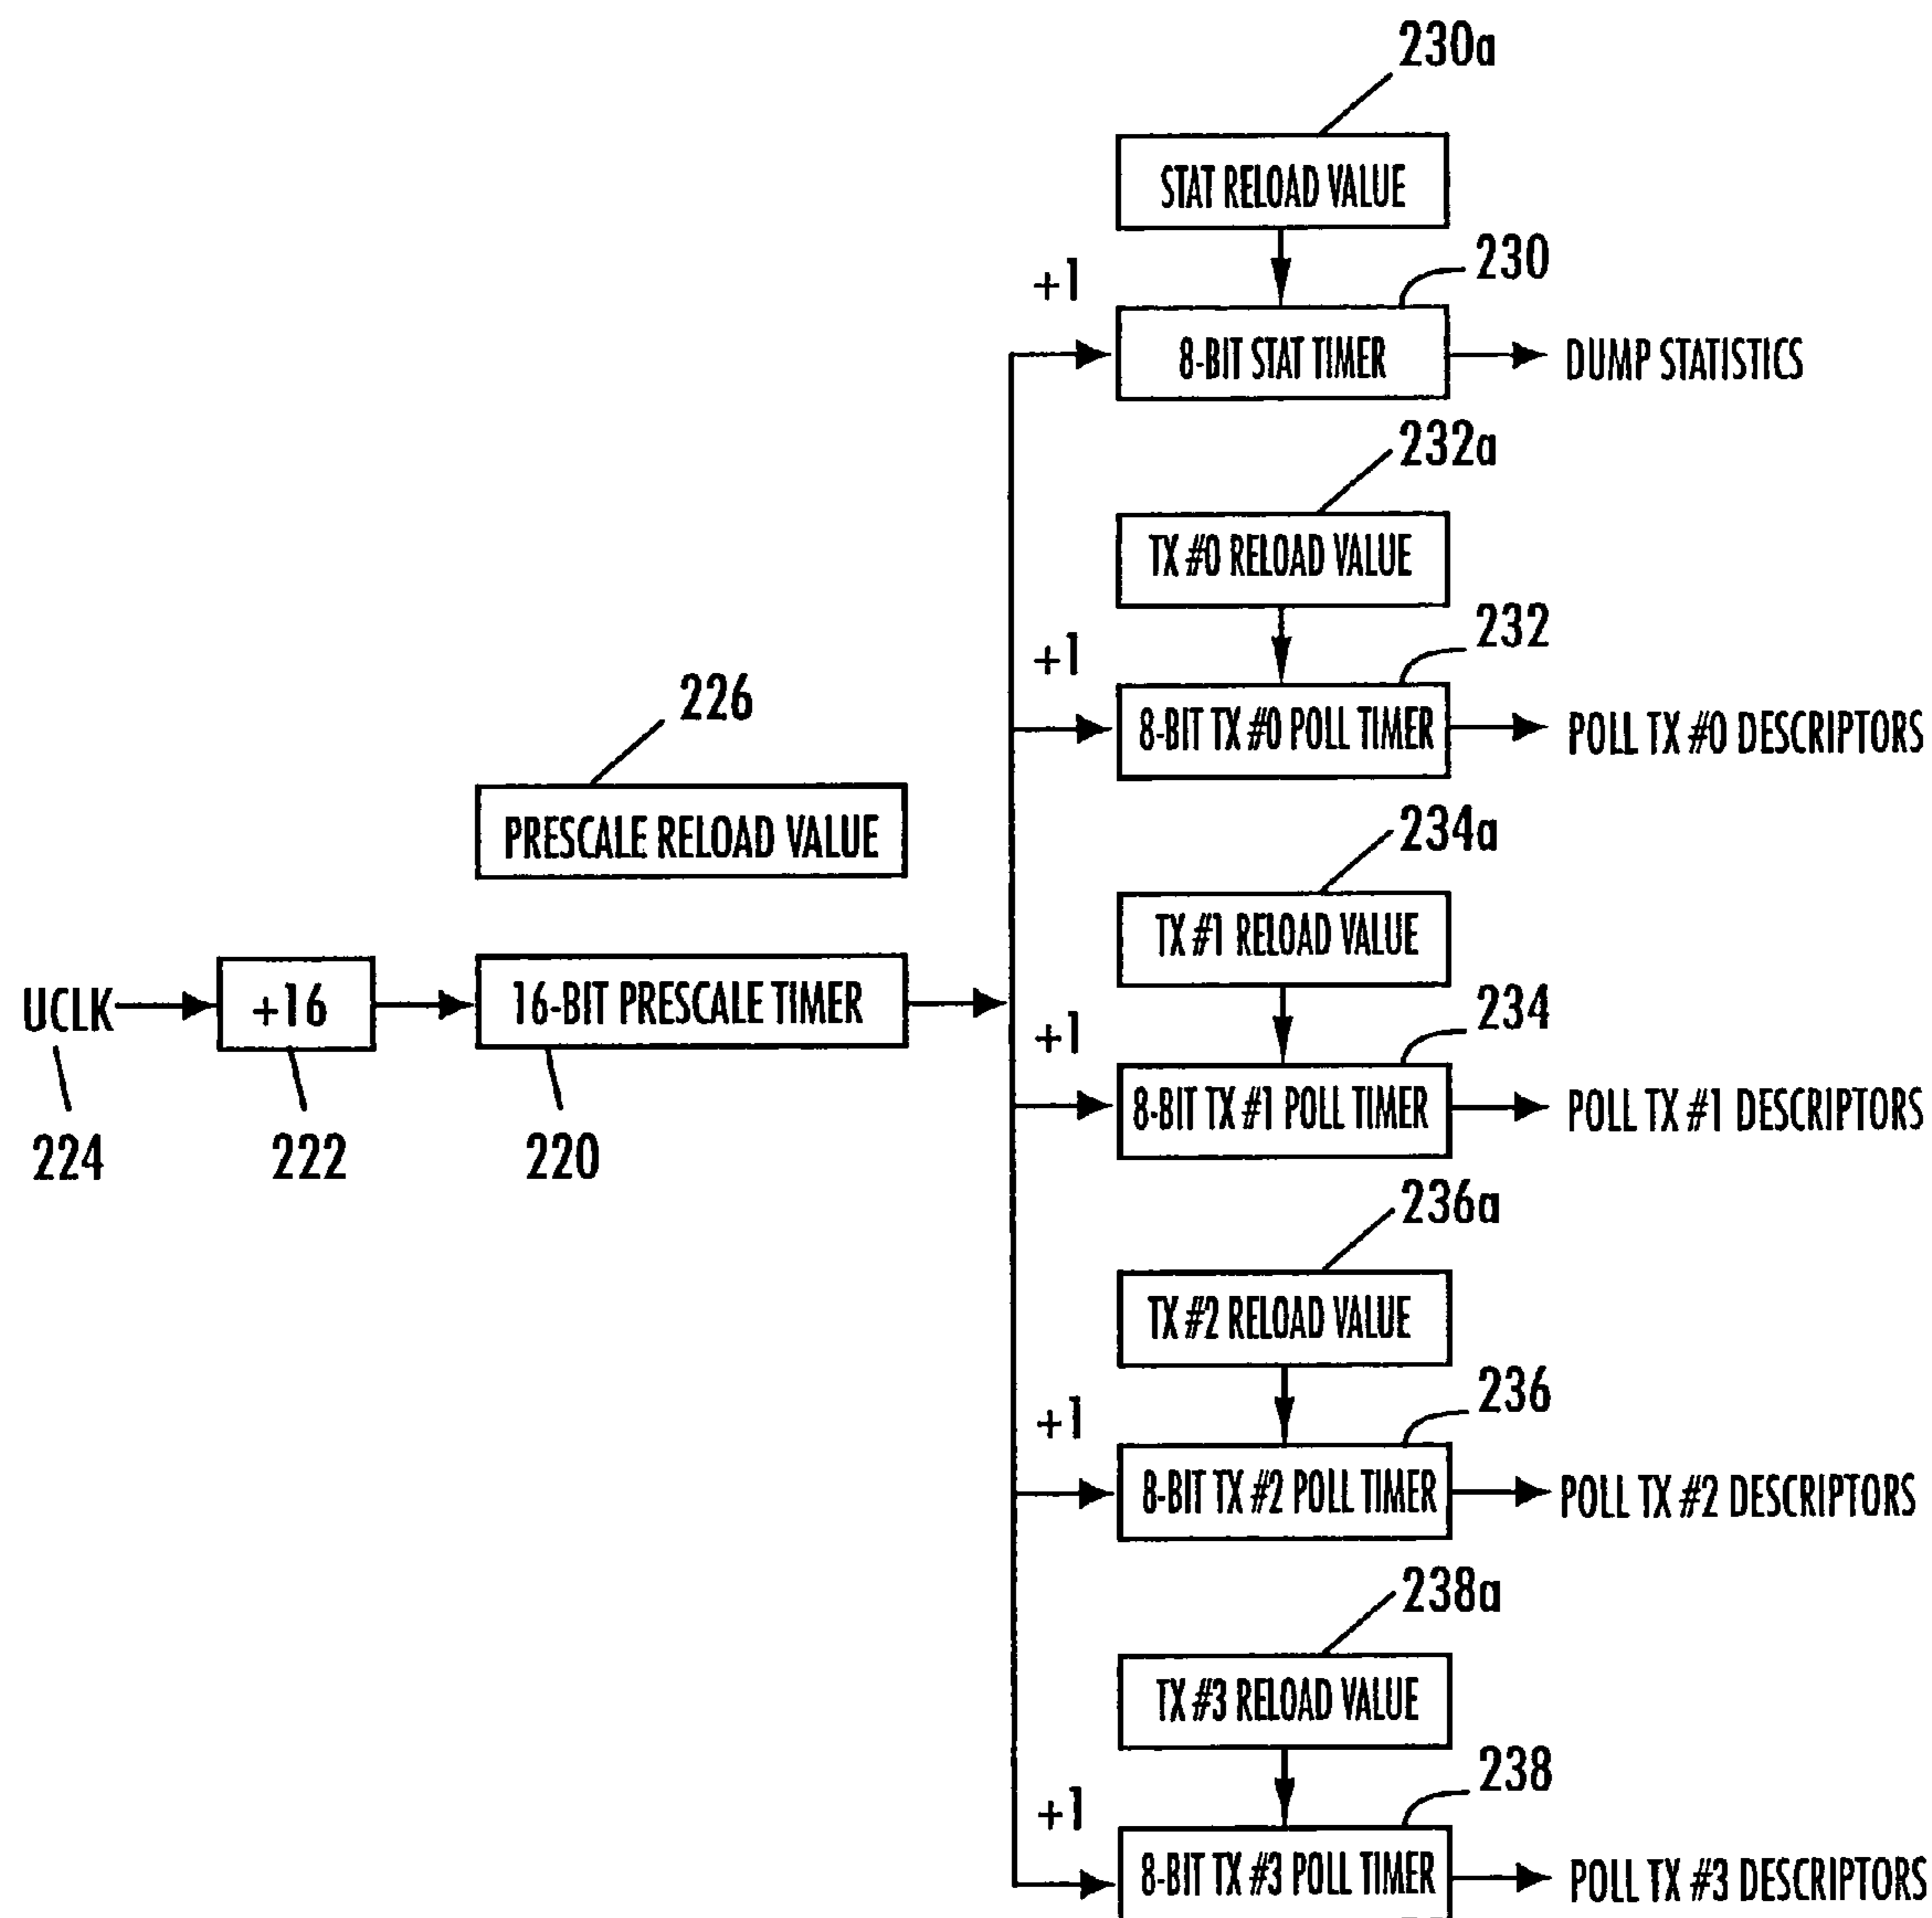 230a
STAT RELOAD VALUE
+1
230
8-BIT STAT TIMER
DUMP STATISTICS
232a
TX #0 RELOAD VALUE
+1
232
8-BIT TX #0 POLL TIMER
POLL TX #0 DESCRIPTORS
226
PRESCALE RELOAD VALUE
234a
TX #1 RELOAD VALUE
UCLK
+16
16-BIT PRESCALE TIMER
224
222
220
+1
234
8-BIT TX #1 POLL TIMER
POLL TX #1 DESCRIPTORS
236a
TX #2 RELOAD VALUE
+1
236
8-BIT TX #2 POLL TIMER
POLL TX #2 DESCRIPTORS
238a
TX #3 RELOAD VALUE
+1
238
8-BIT TX #3 POLL TIMER
POLL TX #3 DESCRIPTORS